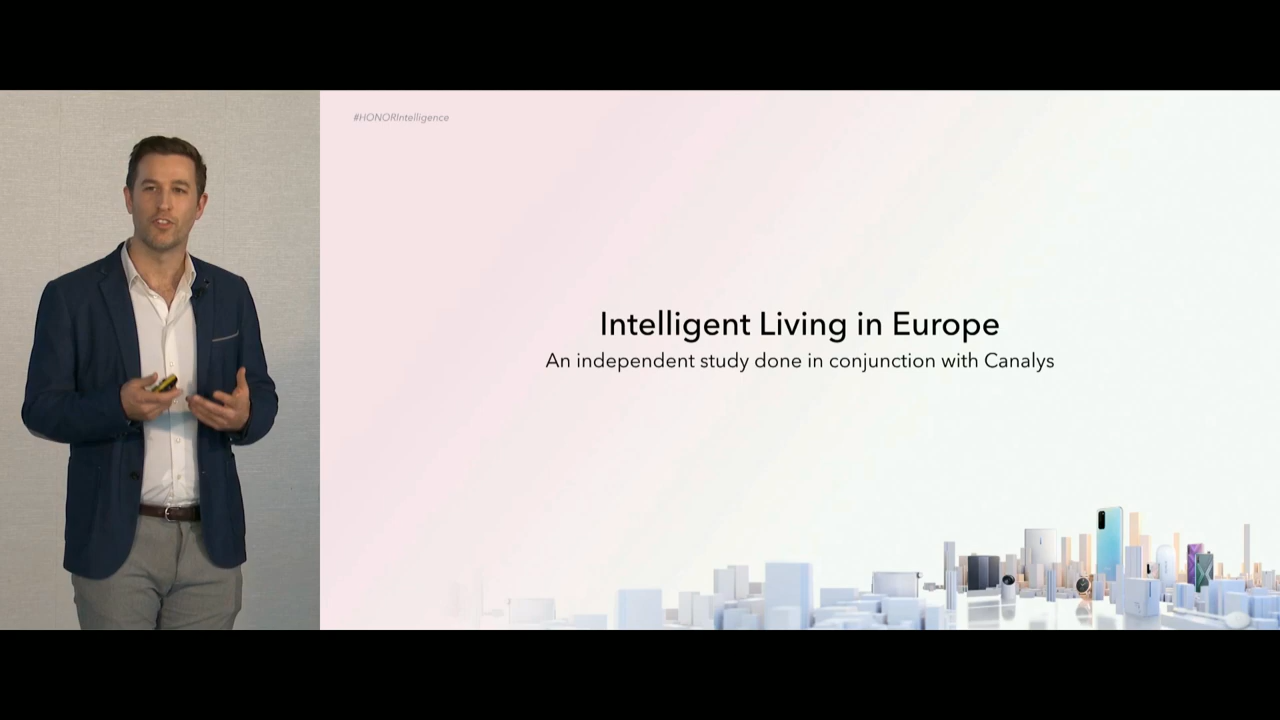 #HONORIntelligence
Intelligent Living in Europe
An independent study done in conjunction with Canalys